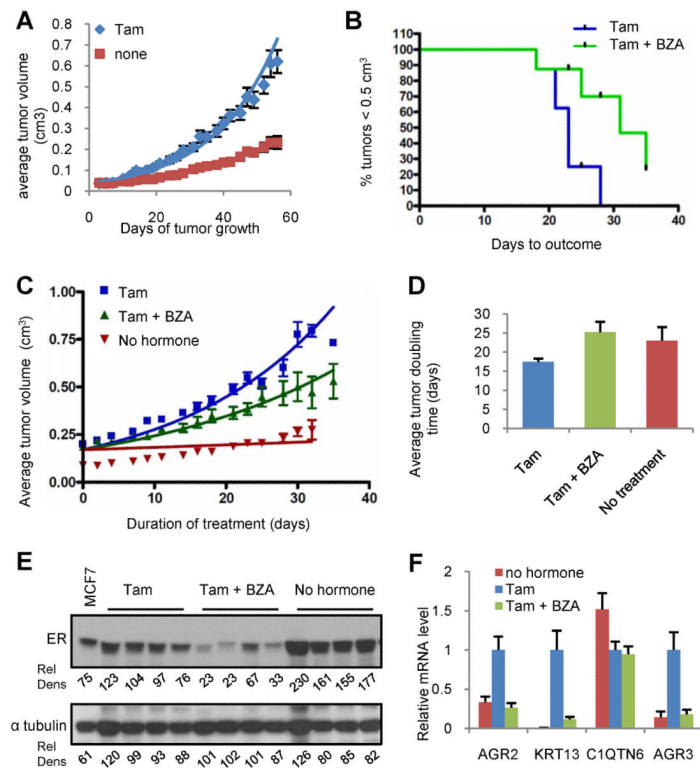 A
Tam
none
average tumor volume
(cm3)
0.8
0.7
0.6
0.5
0.4
0.3
0.2
0.1
0
0 20 40 60
Days of tumor growth
B
Tam
Tam + BZA
% tumors < 0.5 cm³
110
100
90
80
70
60
50
40
30
20
10
0
0 10 20 30 40
Days to outcome
C
Tam
Tam + BZA
No hormone
Average tumor volume (cm³)
1.00
0.75
0.50
0.25
0.00
0 10 20 30 40
Duration of treatment (days)
D
Average tumor doubling
time (days)
30
25
20
15
10
5
0
Tam
Tam + BZA
No treatment
E
MCF7 Tam Tam + BZA No hormone
ER
Rel
Dens
75 123 104 97 76 23 23 67 33 290 161 155 177
α tubulin
Rel
Dens
61 120 99 93 88 101 102 101 87 126 80 85 82
F
no hormone
Tam
Tam + BZA
Relative mRNA level
2
1.5
1
0.5
0
AGR2 KRT13 C1QTN6 AGR3